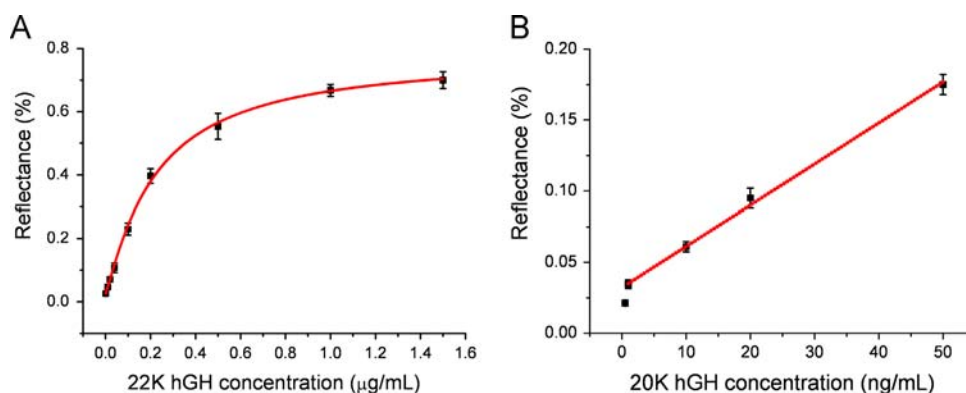 A
B
0.8
0.6
0.4
0.2
0.0
Reflectance (%)
0.0 0.2 0.4 0.6 0.8 1.0 1.2 1.4 1.6
22K hGH concentration (μg/mL)
0.20
0.15
0.10
0.05
0.00
Reflectance (%)
0 10 20 30 40 50
20K hGH concentration (ng/mL)